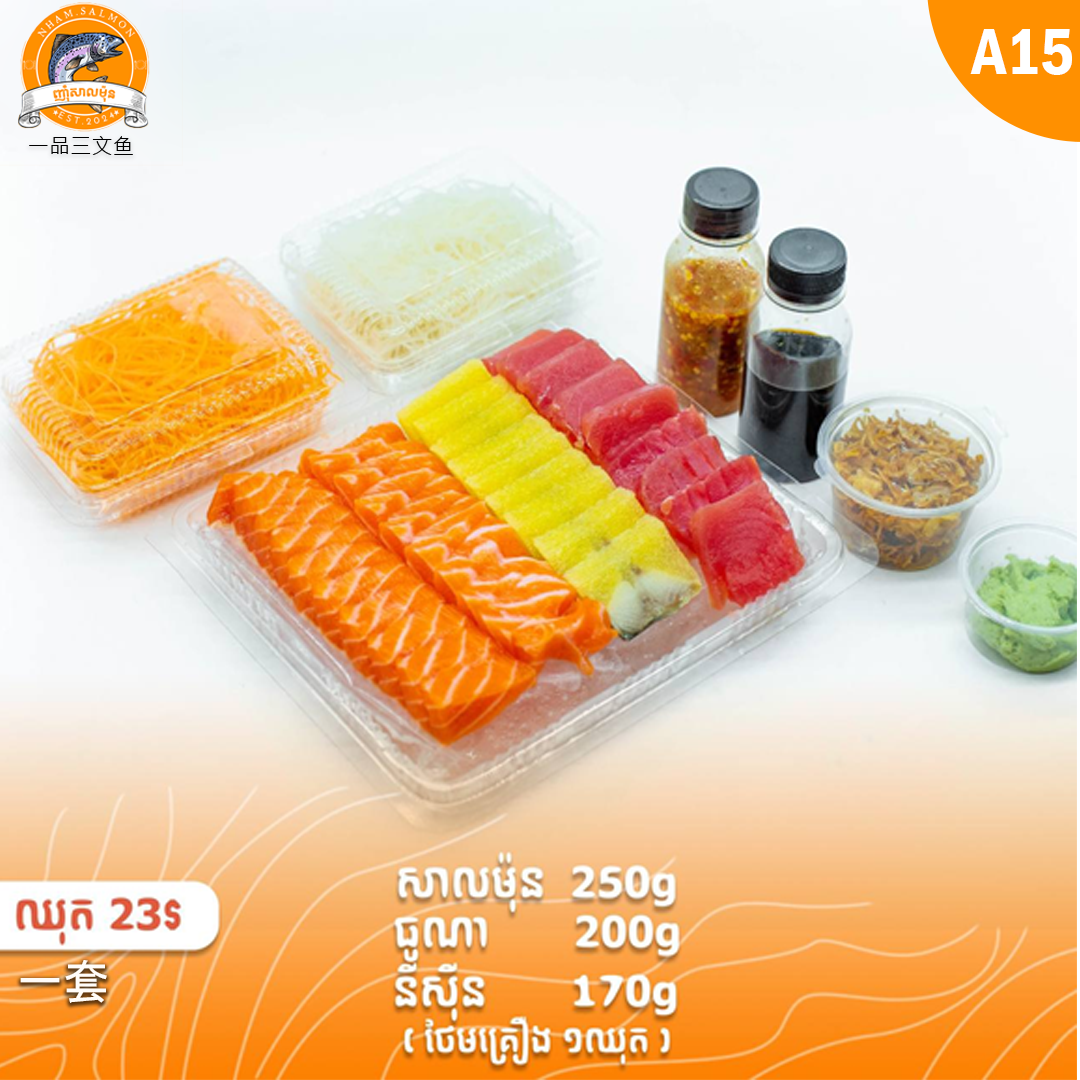 NHAM.SALMON
ញ៉ាំសាលម៉ុន
EST.2024
一品三文鱼
A15
ឈុត 23$
一套
សាលម៉ុន 250g
ធូណា 200g
នីស៊ីន 170g
( ថែមគ្រឿង ១ឈុត )